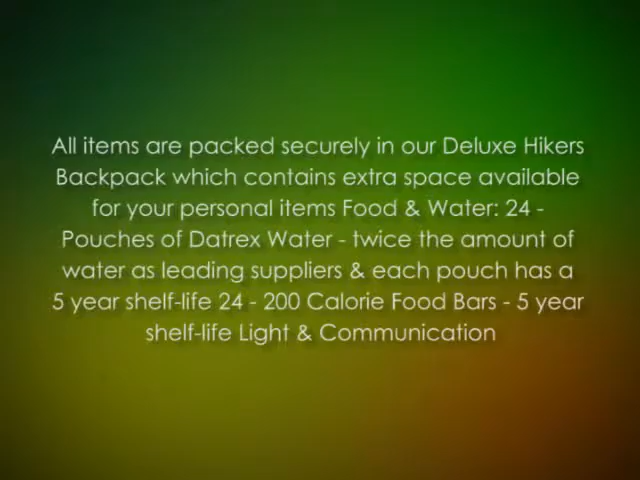 All items are packed securely in our Deluxe Hikers
Backpack which contains extra space available
for your personal items Food & Water: 24 -
Pouches of Datrex Water - twice the amount of
water as leading suppliers & each pouch has a
5 year shelf-life 24 - 200 Calorie Food Bars - 5 year
shelf-life Light & Communication